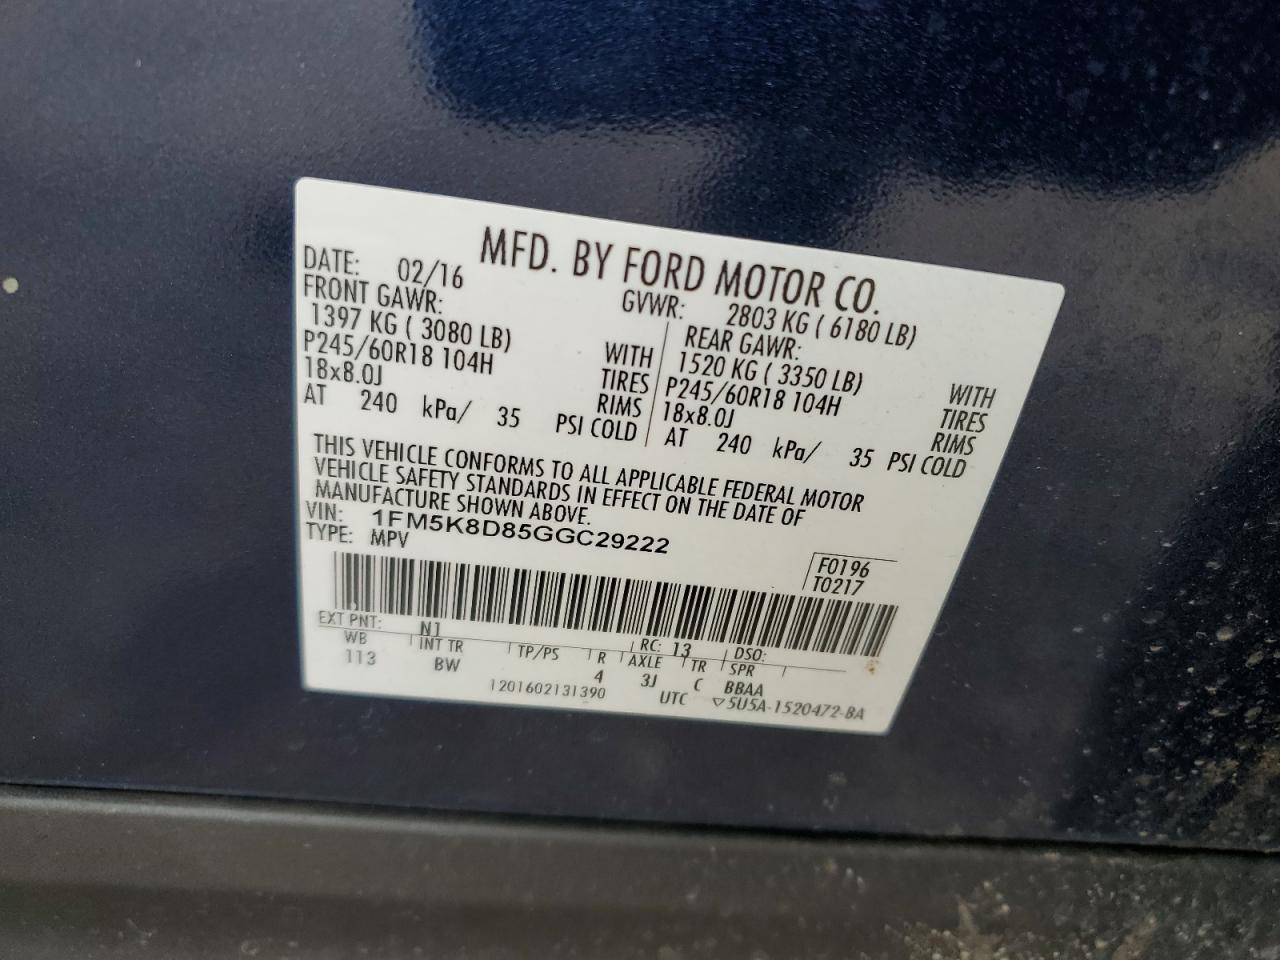 MFD. BY FORD MOTOR CO.
DATE: 02/16 GVWR: 2803 KG ( 6180 LB)
FRONT GAWR: REAR GAWR:
1397 KG ( 3080 LB) WITH 1520 KG ( 3350 LB) WITH
P245/60R18 104H TIRES P245/60R18 104H TIRES
18x8.0J RIMS 18x8.0J RIMS
AT 240 kPa/ 35 PSI COLD AT 240 kPa/ 35 PSI COLD
THIS VEHICLE CONFORMS TO ALL APPLICABLE FEDERAL MOTOR
VEHICLE SAFETY STANDARDS IN EFFECT ON THE DATE OF
MANUFACTURE SHOWN ABOVE.
VIN: 1FM5K8D85GGC29222
TYPE: MPV
F0196
T0217
EXT PNT: N1 RC: 13 DSO:
WB INT TR TP/PS R AXLE TR SPR
113 BW 4 3J C BBAA
1201602131390 UTC ▽5U5A-1520472-BA